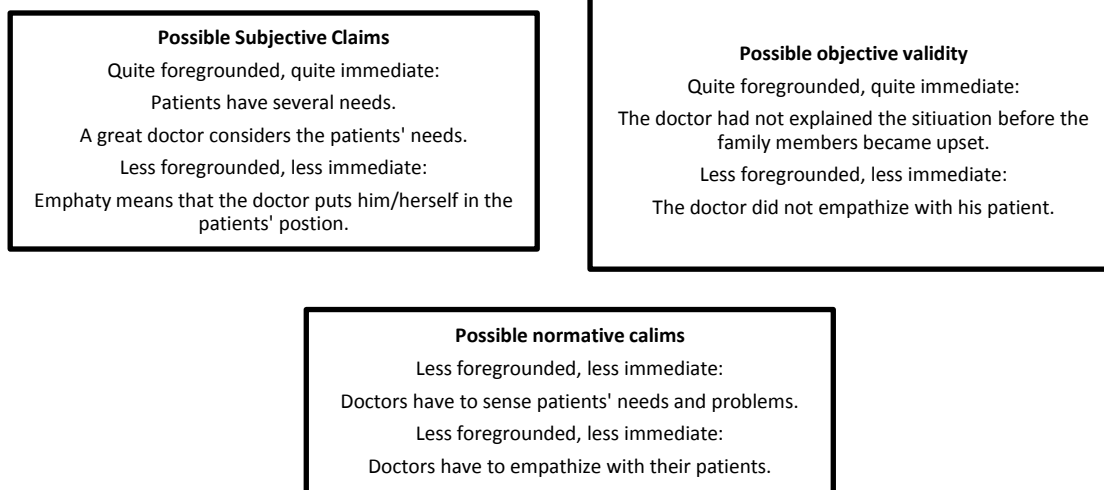 Possible Subjective Claims
Quite foregrounded, quite immediate:
Patients have several needs.
A great doctor considers the patients' needs.
Less foregrounded, less immediate:
Emphaty means that the doctor puts him/herself in the
patients' postion.
Possible objective validity
Quite foregrounded, quite immediate:
The doctor had not explained the sitiuation before the
family members became upset.
Less foregrounded, less immediate:
The doctor did not empathize with his patient.
Possible normative calims
Less foregrounded, less immediate:
Doctors have to sense patients' needs and problems.
Less foregrounded, less immediate:
Doctors have to empathize with their patients.